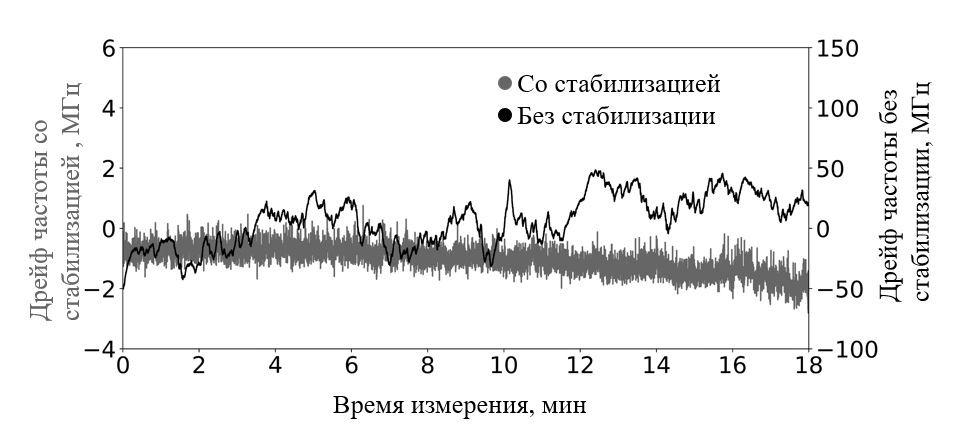 Дрейф частоты со
стабилизацией , МГц
6
4
2
0
−2
−4
Со стабилизацией
Без стабилизации
150
100
50
0
−50
−100
Дрейф частоты без
стабилизации, МГц
0 2 4 6 8 10 12 14 16 18
Время измерения, мин